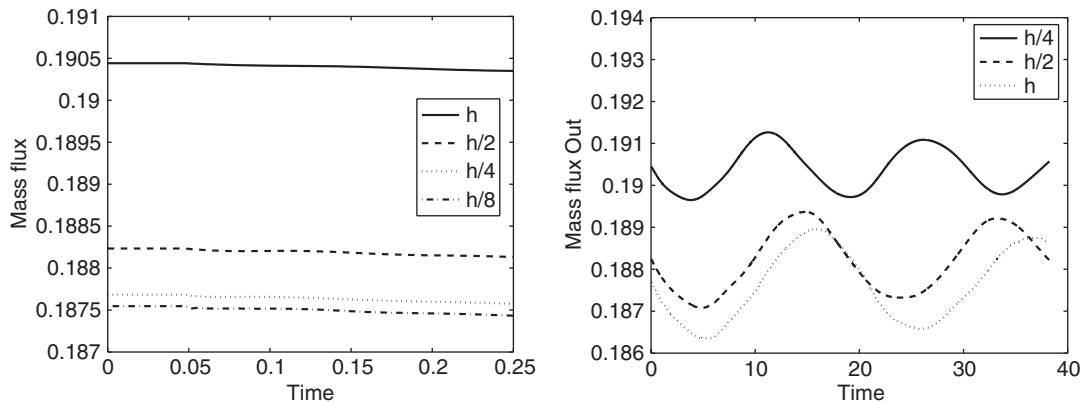 0.191
0.1905
0.19
0.1895
0.189
0.1885
0.188
0.1875
0.187
Mass flux
0
0.05
0.1
0.15
0.2
0.25
Time
h
h/2
h/4
h/8
0.194
0.193
0.192
0.191
0.19
0.189
0.188
0.187
0.186
Mass flux Out
0
10
20
30
40
Time
h/4
h/2
h